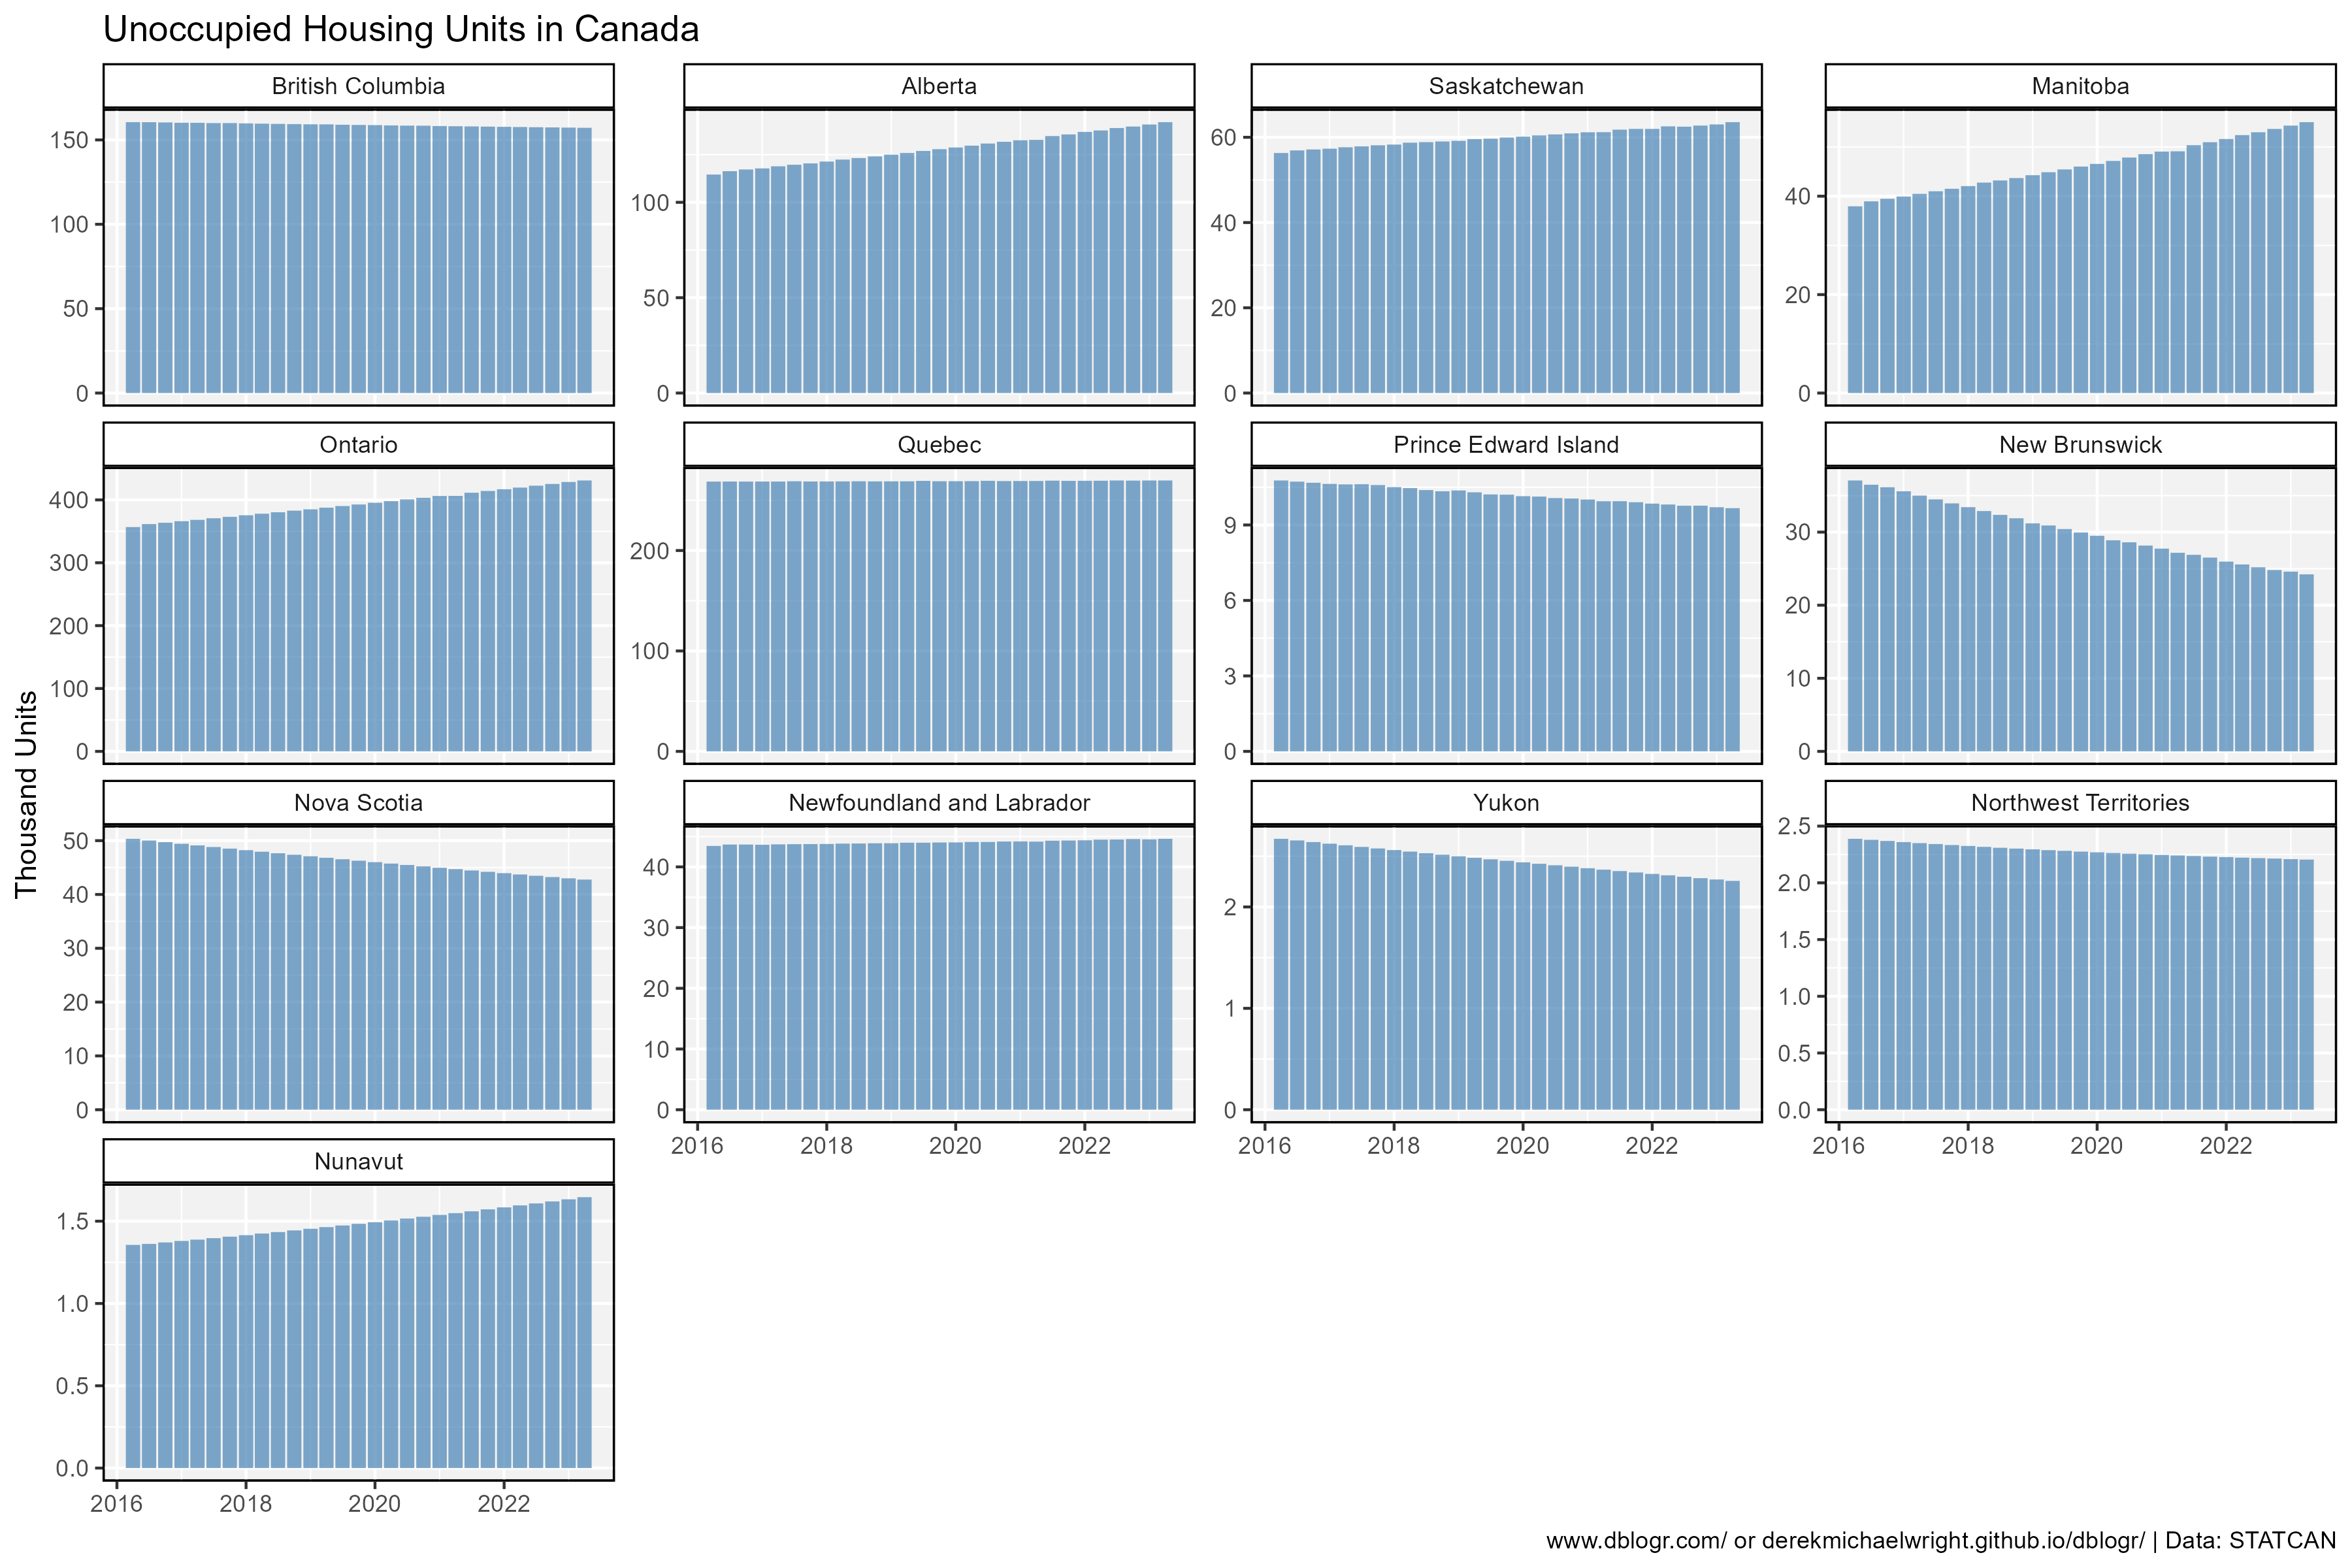 Unoccupied Housing Units in Canada
British Columbia
Alberta
Saskatchewan
Manitoba
150
100
50
0
100
50
0
60
40
20
0
40
20
0
Ontario
Quebec
Prince Edward Island
New Brunswick
400
300
200
100
0
200
100
0
9
6
3
0
30
20
10
0
Thousand Units
Nova Scotia
Newfoundland and Labrador
Yukon
Northwest Territories
50
40
30
20
10
0
40
30
20
10
0
2
1
0
2.5
2.0
1.5
1.0
0.5
0.0
2016 2018 2020 2022
2016 2018 2020 2022
2016 2018 2020 2022
Nunavut
1.5
1.0
0.5
0.0
2016 2018 2020 2022
www.dblogr.com/ or derekmichaelwright.github.io/dblogr/ | Data: STATCAN